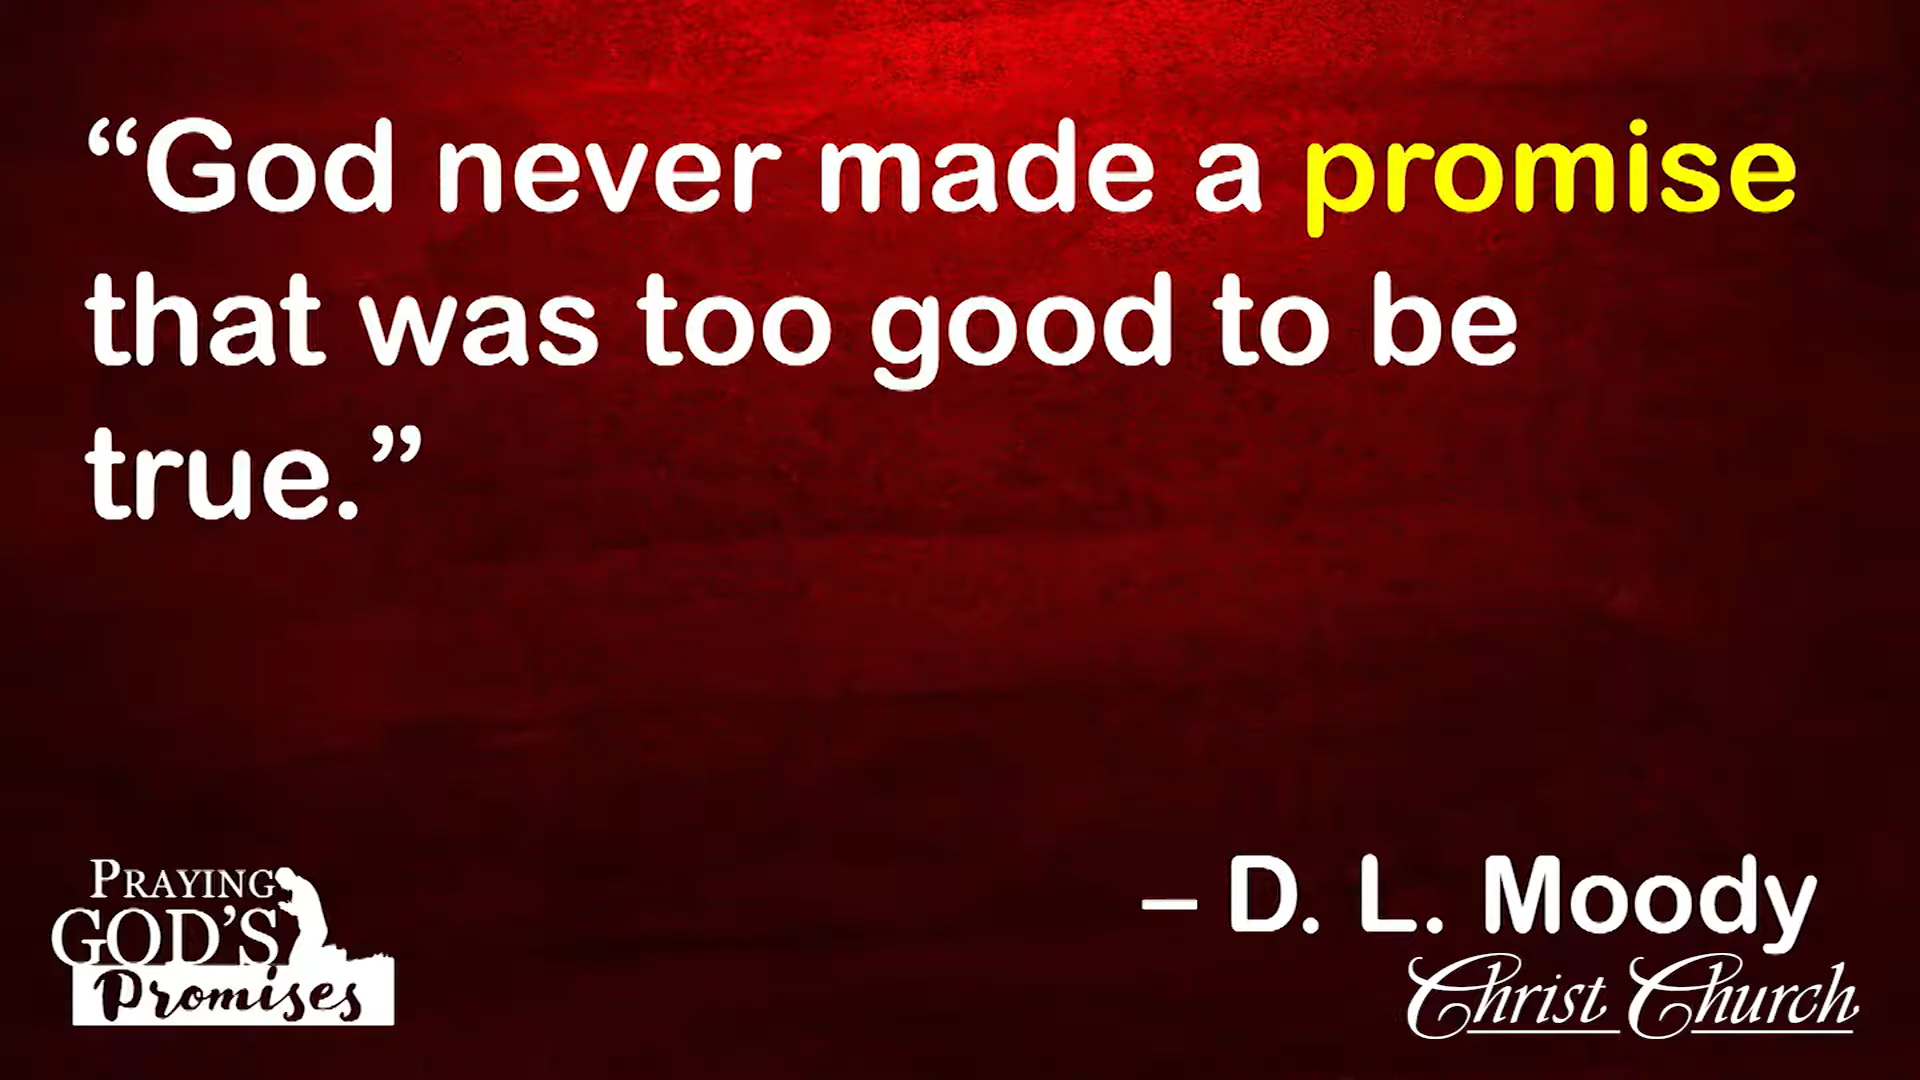 “God never made a promise
that was too good to be
true.”
– D. L. Moody
PRAYING
GOD’S
Promises
Christ Church